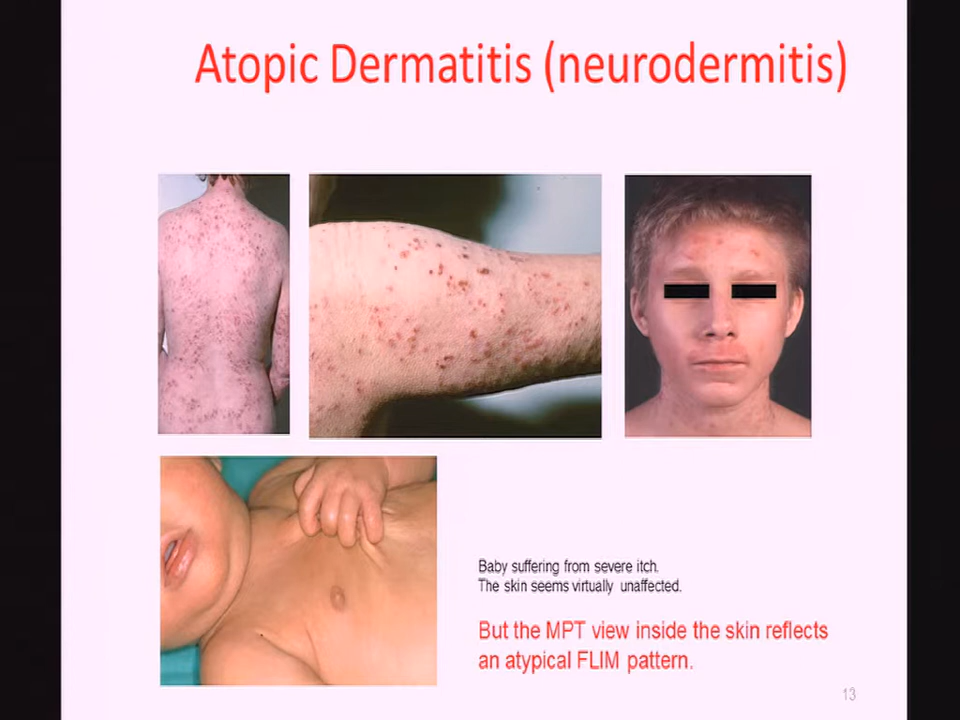 Atopic Dermatitis (neurodermitis)
Baby suffering from severe itch.
The skin seems virtually unaffected.
But the MPT view inside the skin reflects
an atypical FLIM pattern.
13